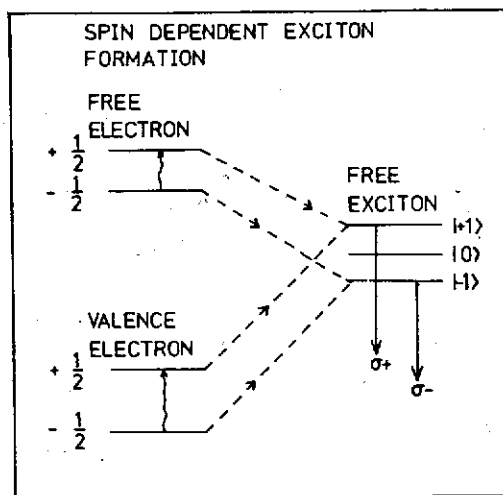 SPIN DEPENDENT EXCITON
FORMATION
FREE
ELECTRON
+ 1/2
- 1/2
FREE
EXCITON
|+1⟩
|0⟩
|-1⟩
VALENCE
ELECTRON
+ 1/2
- 1/2
σ+
σ-